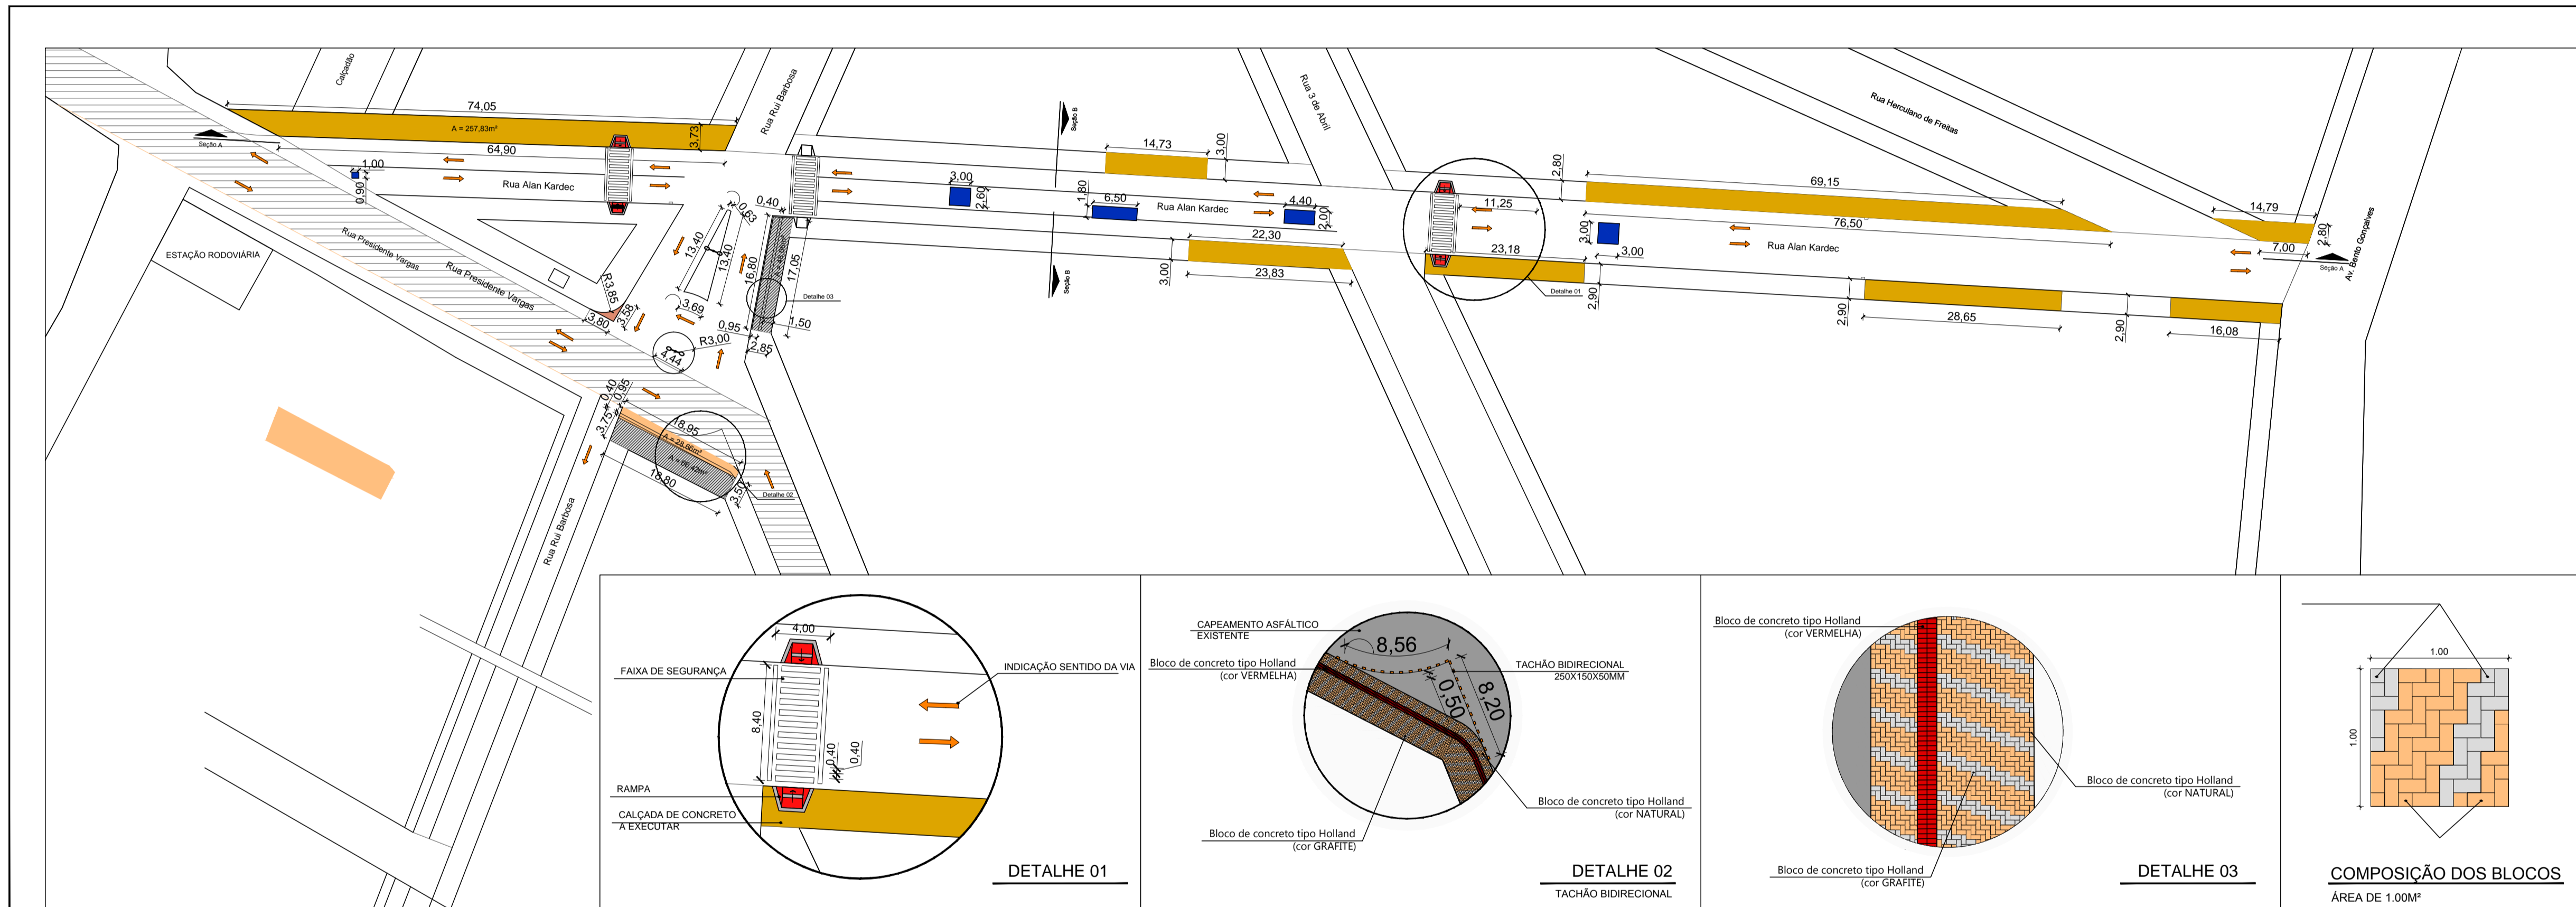 Calçadão
Rua Rui Barbosa
Rua 3 de Abril
Rua Herculano de Freitas
Av. Bento Gonçalves
74,05
A = 257,83m²
3,73
Seção A
64,90
1,00
0,90
Rua Alan Kardec
Seção B
14,73
3,00
3,00
2,60
1,80
6,50
Rua Alan Kardec
4,40
2,00
22,30
23,83
3,00
Seção B
11,25
23,18
2,80
69,15
76,50
3,00
3,00
Rua Alan Kardec
14,79
2,80
7,00
Seção A
Detalhe 01
2,90
2,90
28,65
2,90
16,08
ESTAÇÃO RODOVIÁRIA
Rua Presidente Vargas
Rua Presidente Vargas
0,40
0,63
13,40
13,40
16,80
17,05
Detalhe 03
R3,85
3,58
3,80
3,69
0,95
1,50
R3,00
2,85
4,44
0,40
0,95
3,75
18,95
A = 28,66m²
A = 66,42m²
18,80
3,50
Detalhe 02
Rua Rui Barbosa
4,00
FAIXA DE SEGURANÇA
INDICAÇÃO SENTIDO DA VIA
8,40
0,40
0,40
RAMPA
CALÇADA DE CONCRETO
A EXECUTAR
DETALHE 01
CAPEAMENTO ASFÁLTICO
EXISTENTE
8,56
Bloco de concreto tipo Holland
(cor VERMELHA)
TACHÃO BIDIRECIONAL
250X150X50MM
0,50
8,20
Bloco de concreto tipo Holland
(cor NATURAL)
Bloco de concreto tipo Holland
(cor GRAFITE)
DETALHE 02
TACHÃO BIDIRECIONAL
Bloco de concreto tipo Holland
(cor VERMELHA)
Bloco de concreto tipo Holland
(cor NATURAL)
Bloco de concreto tipo Holland
(cor GRAFITE)
DETALHE 03
1.00
1.00
COMPOSIÇÃO DOS BLOCOS
ÁREA DE 1.00M²